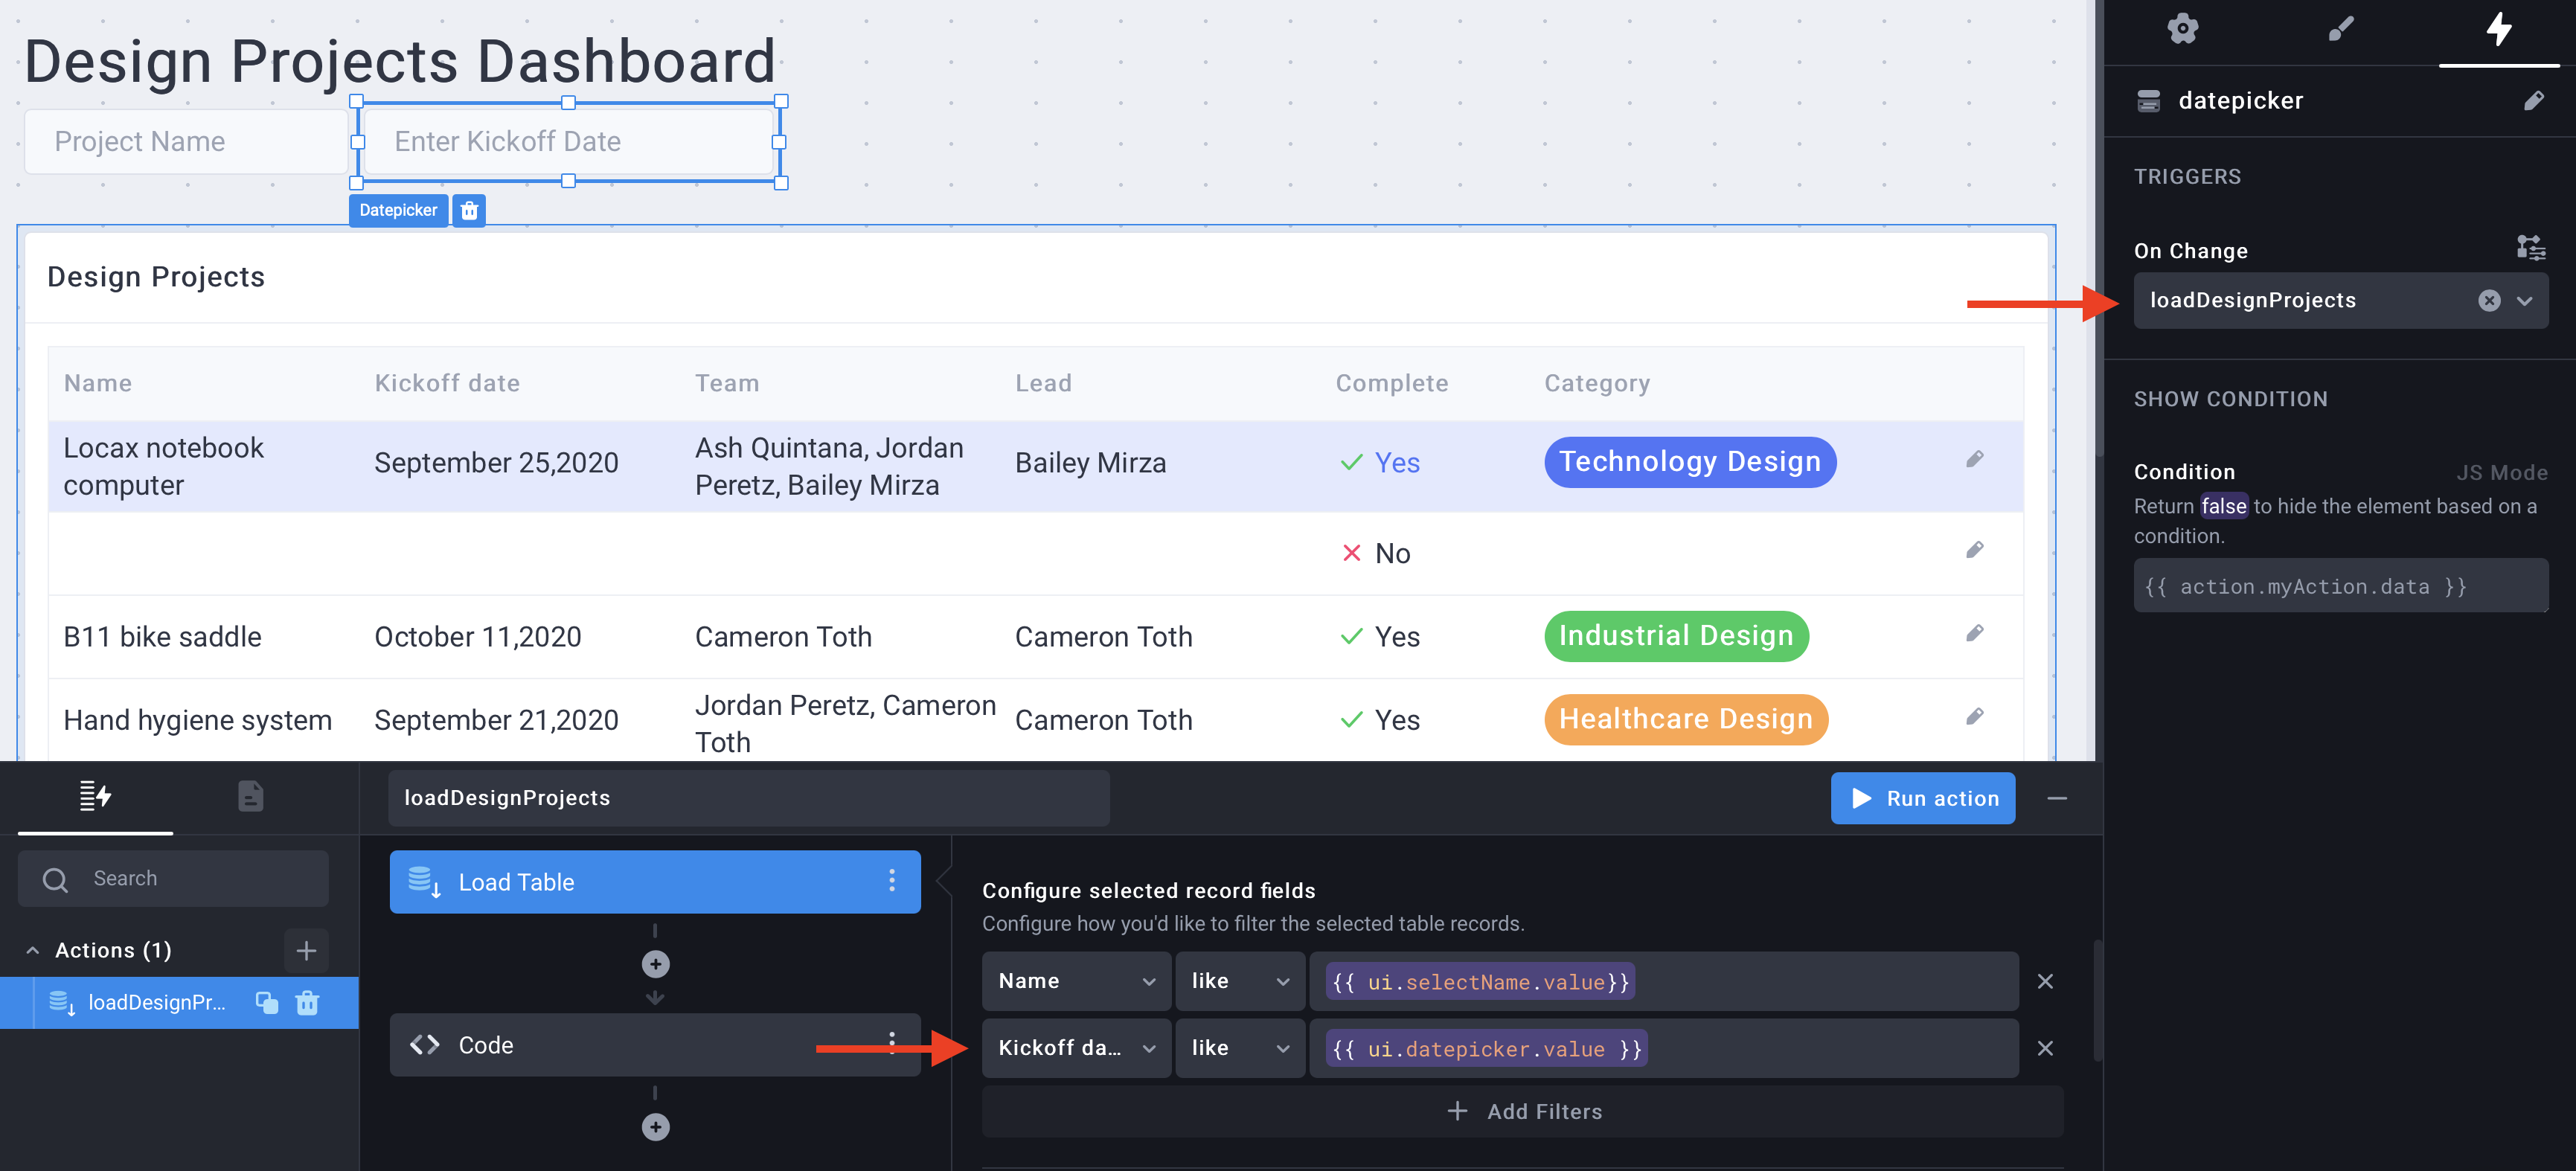 Design Projects Dashboard
Project Name
Enter Kickoff Date
Datepicker
Design Projects
Name Kickoff date Team Lead Complete Category
Locax notebook computer September 25,2020 Ash Quintana, Jordan Peretz, Bailey Mirza Bailey Mirza Yes Technology Design
No
B11 bike saddle October 11,2020 Cameron Toth Cameron Toth Yes Industrial Design
Hand hygiene system September 21,2020 Jordan Peretz, Cameron Toth Cameron Toth Yes Healthcare Design
datepicker
TRIGGERS
On Change
loadDesignProjects
SHOW CONDITION
Condition JS Mode
Return false to hide the element based on a
condition.
{{ action.myAction.data }}
Search
Actions (1)
loadDesignPr...
loadDesignProjects
Run action
Load Table
Code
Configure selected record fields
Configure how you'd like to filter the selected table records.
Name like {{ ui.selectName.value}}
Kickoff da... like {{ ui.datepicker.value }}
Add Filters